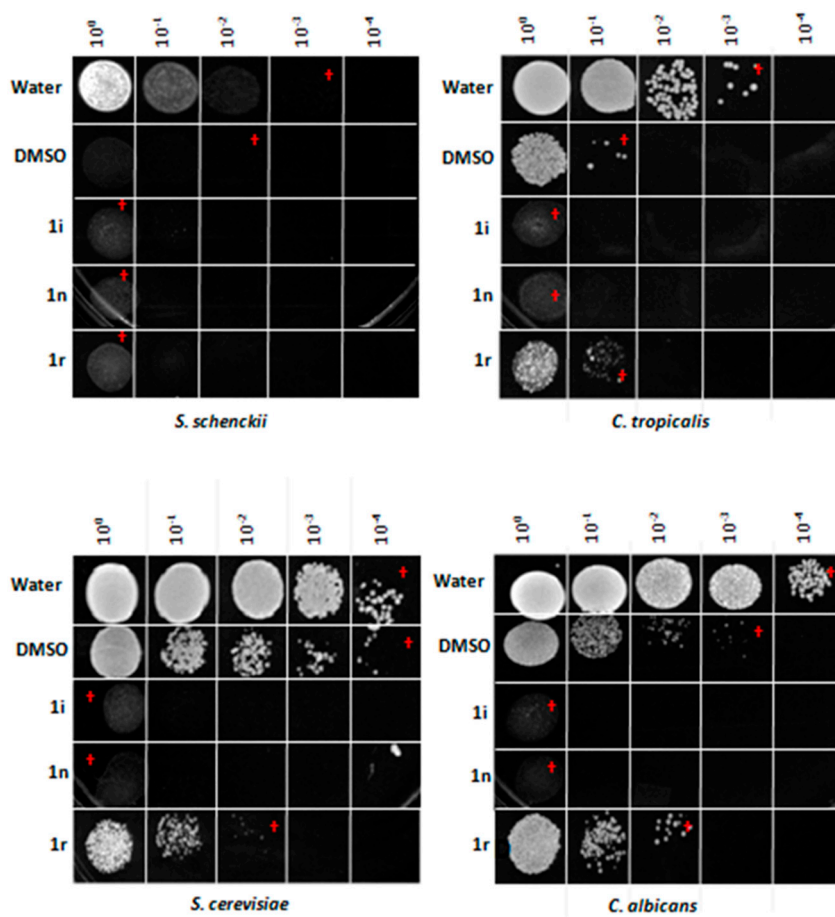 10⁰ 10⁻¹ 10⁻² 10⁻³ 10⁻⁴
Water
DMSO
1i
1n
1r
S. schenckii
10⁰ 10⁻¹ 10⁻² 10⁻³ 10⁻⁴
Water
DMSO
1i
1n
1r
C. tropicalis
10⁰ 10⁻¹ 10⁻² 10⁻³ 10⁻⁴
Water
DMSO
1i
1n
1r
S. cerevisiae
10⁰ 10⁻¹ 10⁻² 10⁻³ 10⁻⁴
Water
DMSO
1i
1n
1r
C. albicans